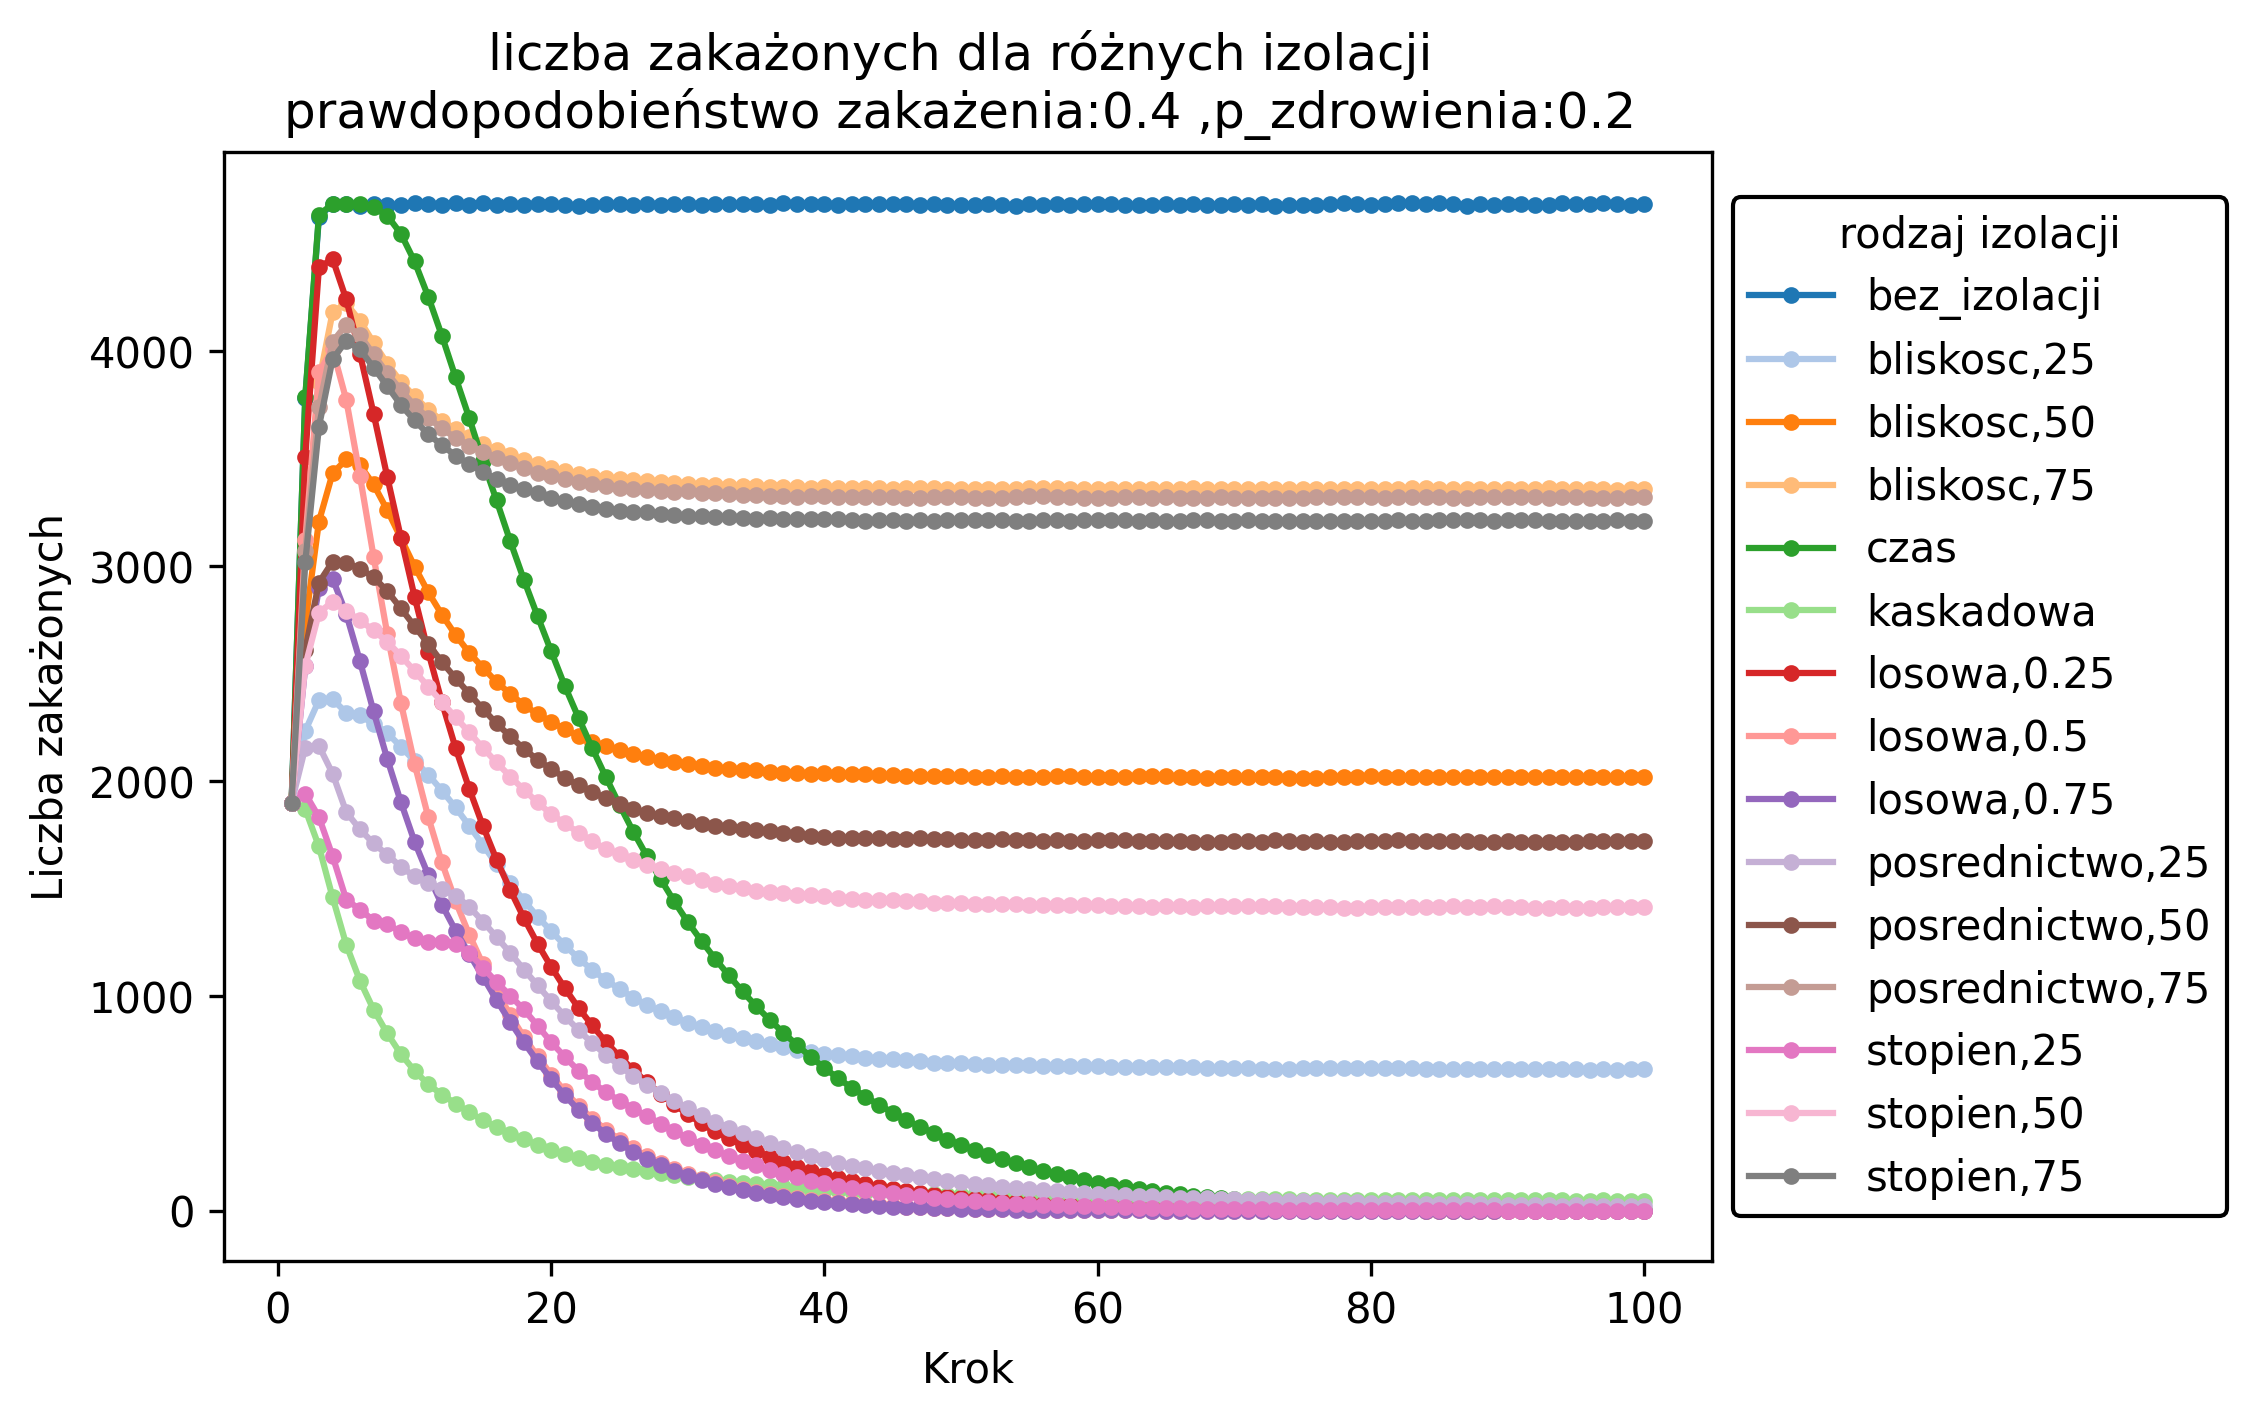 liczba zakażonych dla różnych izolacji
prawdopodobieństwo zakażenia:0.4 ,p_zdrowienia:0.2
Liczba zakażonych
4000
3000
2000
1000
0
0 20 40 60 80 100
Krok
rodzaj izolacji
bez_izolacji
bliskosc,25
bliskosc,50
bliskosc,75
czas
kaskadowa
losowa,0.25
losowa,0.5
losowa,0.75
posrednictwo,25
posrednictwo,50
posrednictwo,75
stopien,25
stopien,50
stopien,75